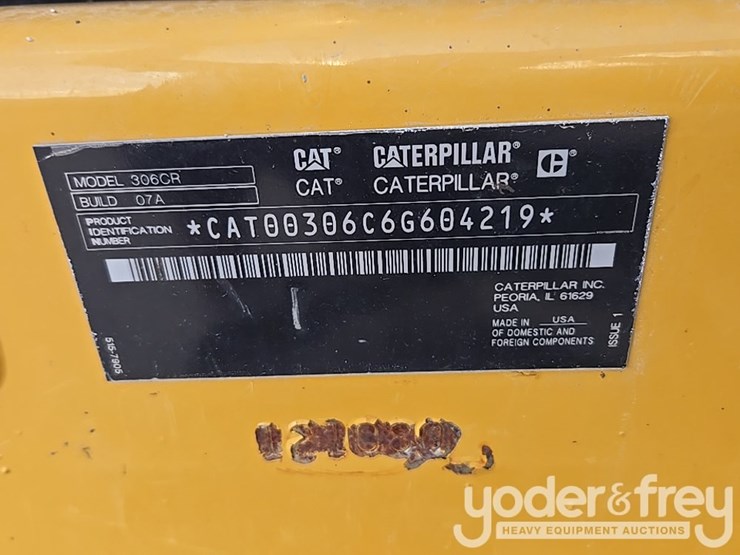 CAT® CATERPILLAR® C®
CAT® CATERPILLAR®
MODEL 306CR
BUILD 07A
PRODUCT IDENTIFICATION NUMBER *CAT00306C6G604219*
CATERPILLAR INC.
PEORIA, IL 61629
USA
MADE IN USA
OF DOMESTIC AND
FOREIGN COMPONENTS
ISSUE 1
515-7905
yoder&frey
HEAVY EQUIPMENT AUCTIONS